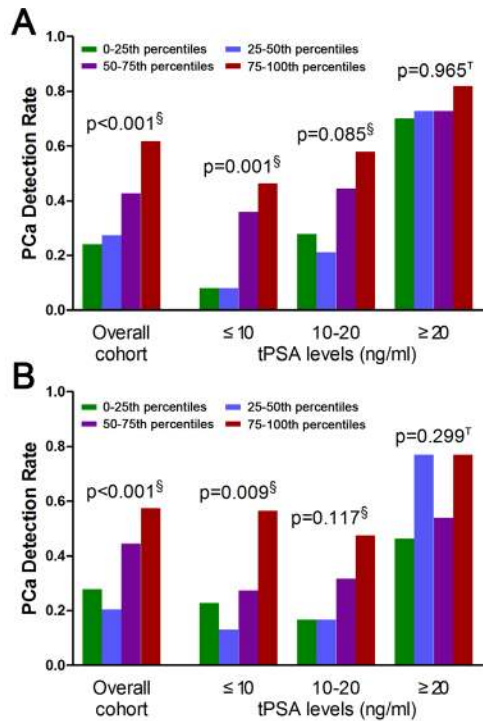 A
PCa Detection Rate
1.0
0.8
0.6
0.4
0.2
0.0
0-25th percentiles 25-50th percentiles
50-75th percentiles 75-100th percentiles
p<0.001§
p=0.001§
p=0.085§
p=0.965ᵀ
Overall cohort
≤ 10
10-20
≥ 20
tPSA levels (ng/ml)
B
PCa Detection Rate
1.0
0.8
0.6
0.4
0.2
0.0
0-25th percentiles 25-50th percentiles
50-75th percentiles 75-100th percentiles
p<0.001§
p=0.009§
p=0.117§
p=0.299ᵀ
Overall cohort
≤ 10
10-20
≥ 20
tPSA levels (ng/ml)